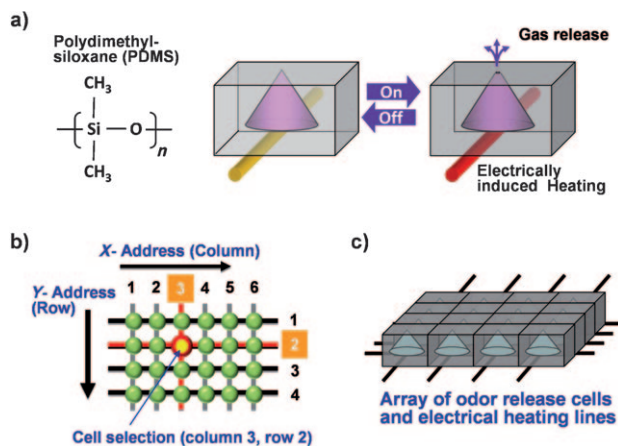 a)
Polydimethyl-
siloxane (PDMS)
CH3
Si
O
n
CH3
On
Off
Gas release
Electrically
induced Heating
b)
X- Address (Column)
Y- Address
(Row)
1 2 3 4 5 6
1
2
3
4
Cell selection (column 3, row 2)
c)
Array of odor release cells
and electrical heating lines